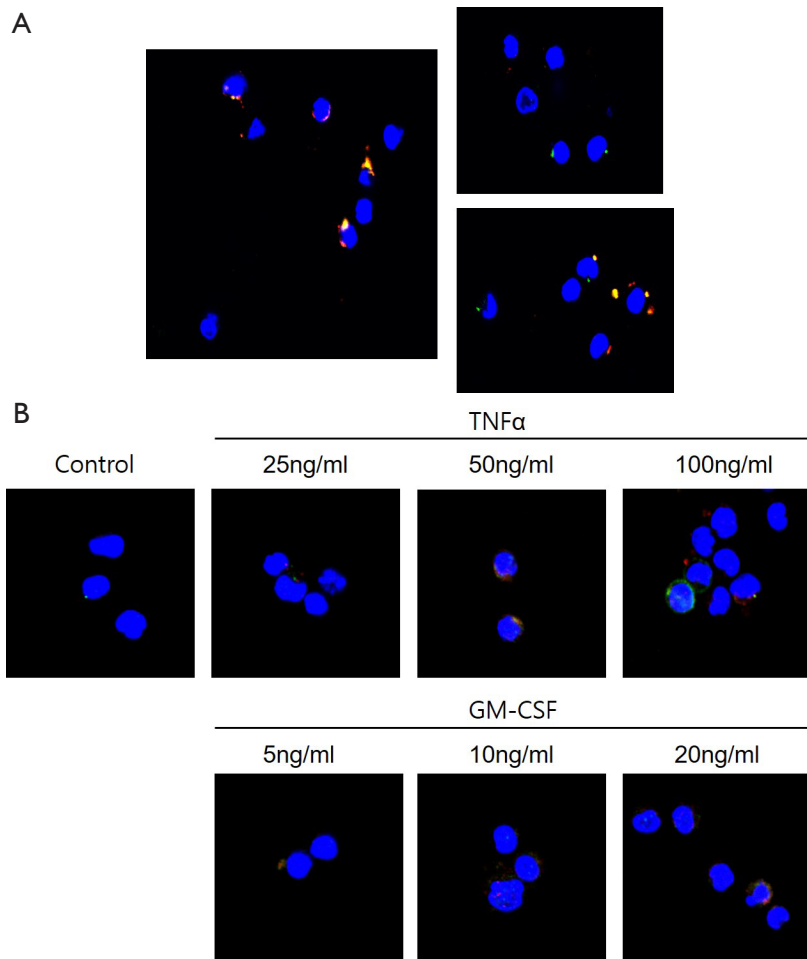 A
B
TNFα
Control
25ng/ml
50ng/ml
100ng/ml
GM-CSF
5ng/ml
10ng/ml
20ng/ml